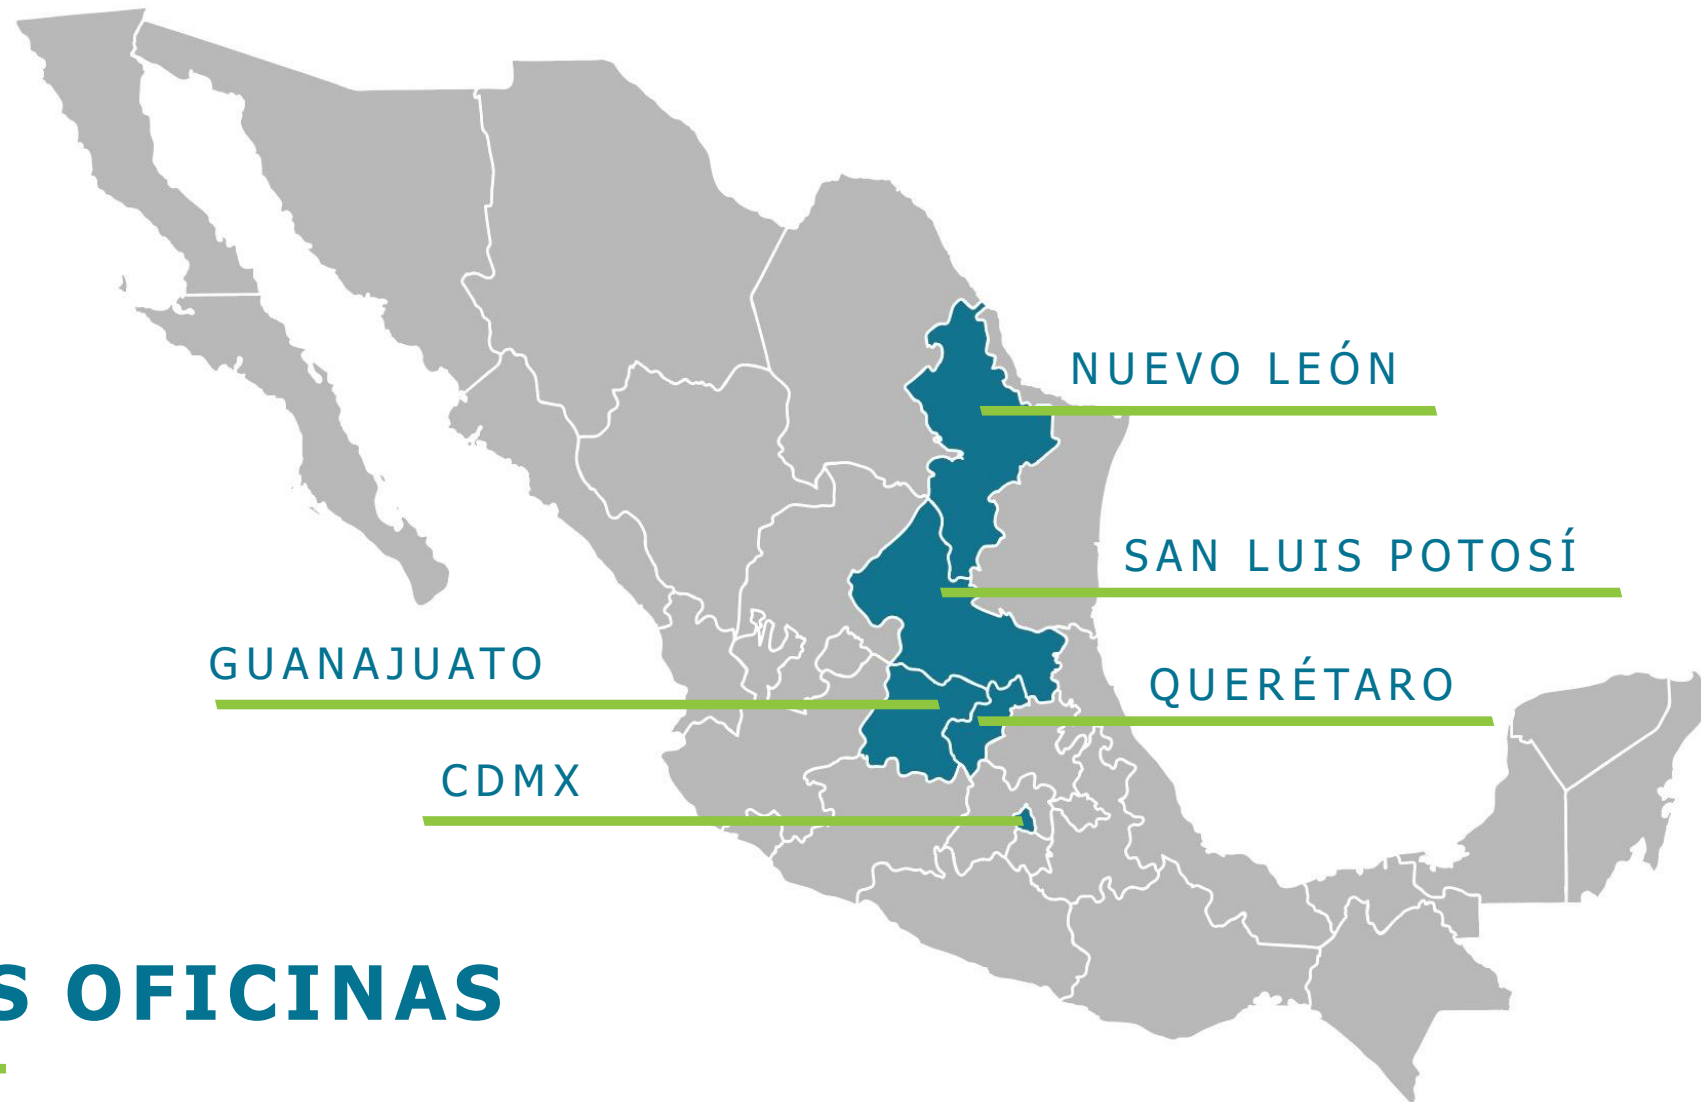 NUEVO LEÓN
SAN LUIS POTOSÍ
GUANAJUATO
QUERÉTARO
CDMX
S OFICINAS